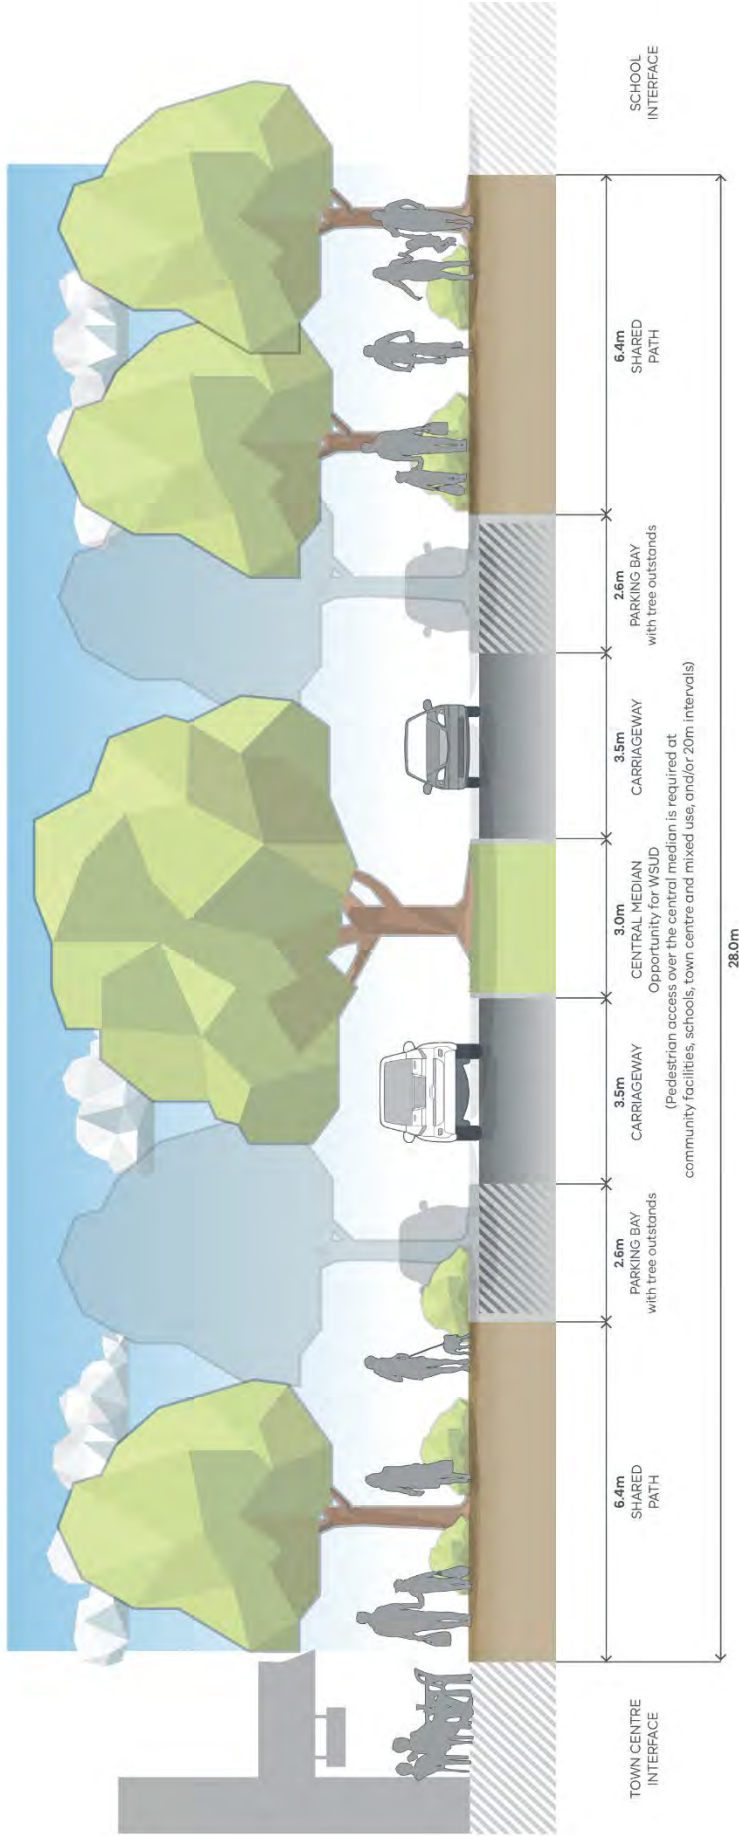 TOWN CENTRE
INTERFACE
6.4m
SHARED
PATH
2.6m
PARKING BAY
with tree outstands
3.5m
CARRIAGEWAY
3.0m
CENTRAL MEDIAN
Opportunity for WSUD
(Pedestrian access over the central median is required at
community facilities, schools, town centre and mixed use, and/or 20m intervals)
3.5m
CARRIAGEWAY
2.6m
PARKING BAY
with tree outstands
6.4m
SHARED
PATH
SCHOOL
INTERFACE
28.0m